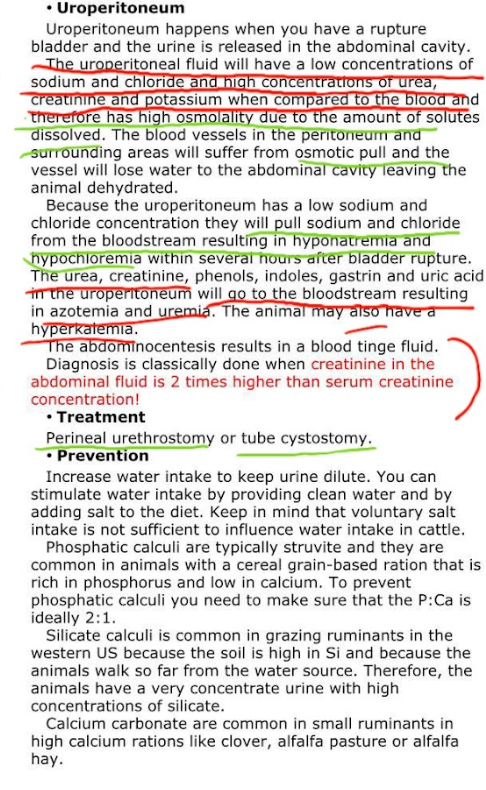 • Uroperitoneum
Uroperitoneum happens when you have a rupture
bladder and the urine is released in the abdominal cavity.
The uroperitoneal fluid will have a low concentrations of
sodium and chloride and high concentrations of urea,
creatinine and potassium when compared to the blood and
therefore has high osmolality due to the amount of solutes
dissolved. The blood vessels in the peritoneum and
surrounding areas will suffer from osmotic pull and the
vessel will lose water to the abdominal cavity leaving the
animal dehydrated.
Because the uroperitoneum has a low sodium and
chloride concentration they will pull sodium and chloride
from the bloodstream resulting in hyponatremia and
hypochloremia within several hours after bladder rupture.
The urea, creatinine, phenols, indoles, gastrin and uric acid
in the uroperitoneum will go to the bloodstream resulting
in azotemia and uremia. The animal may also have a
hyperkalemia.
The abdominocentesis results in a blood tinge fluid.
Diagnosis is classically done when creatinine in the
abdominal fluid is 2 times higher than serum creatinine
concentration!
• Treatment
Perineal urethrostomy or tube cystostomy.
• Prevention
Increase water intake to keep urine dilute. You can
stimulate water intake by providing clean water and by
adding salt to the diet. Keep in mind that voluntary salt
intake is not sufficient to influence water intake in cattle.
Phosphatic calculi are typically struvite and they are
common in animals with a cereal grain-based ration that is
rich in phosphorus and low in calcium. To prevent
phosphatic calculi you need to make sure that the P:Ca is
ideally 2:1.
Silicate calculi is common in grazing ruminants in the
western US because the soil is high in Si and because the
animals walk so far from the water source. Therefore, the
animals have a very concentrate urine with high
concentrations of silicate.
Calcium carbonate are common in small ruminants in
high calcium rations like clover, alfalfa pasture or alfalfa
hay.